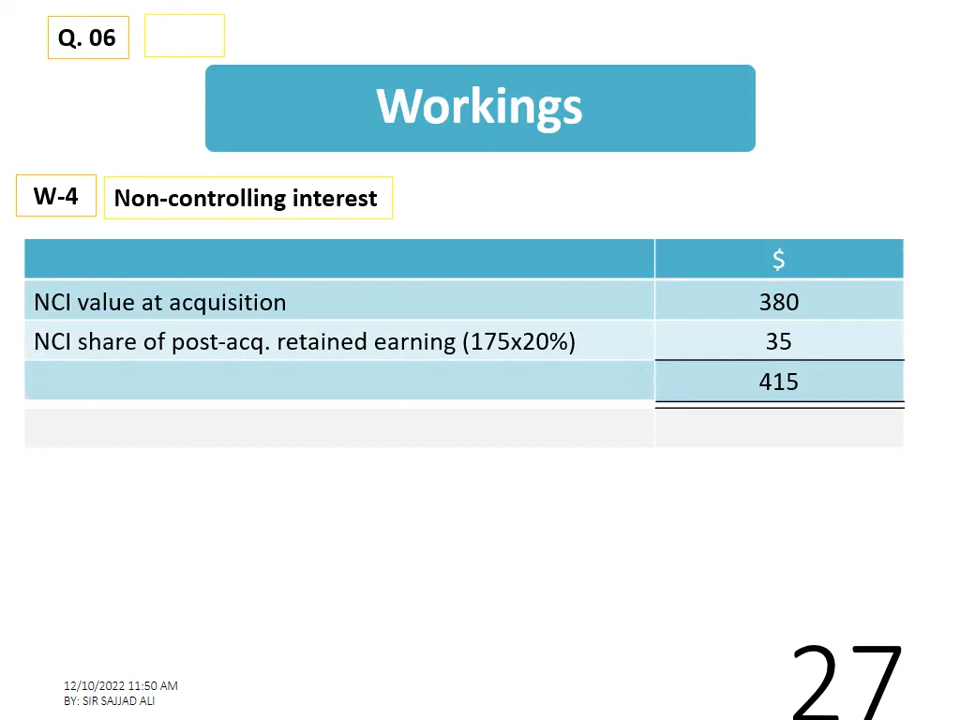 Q. 06
Workings
W-4
Non-controlling interest
$
NCI value at acquisition 380
NCI share of post-acq. retained earning (175x20%) 35
415
12/10/2022 11:50 AM
BY: SIR SAJJAD ALI
27